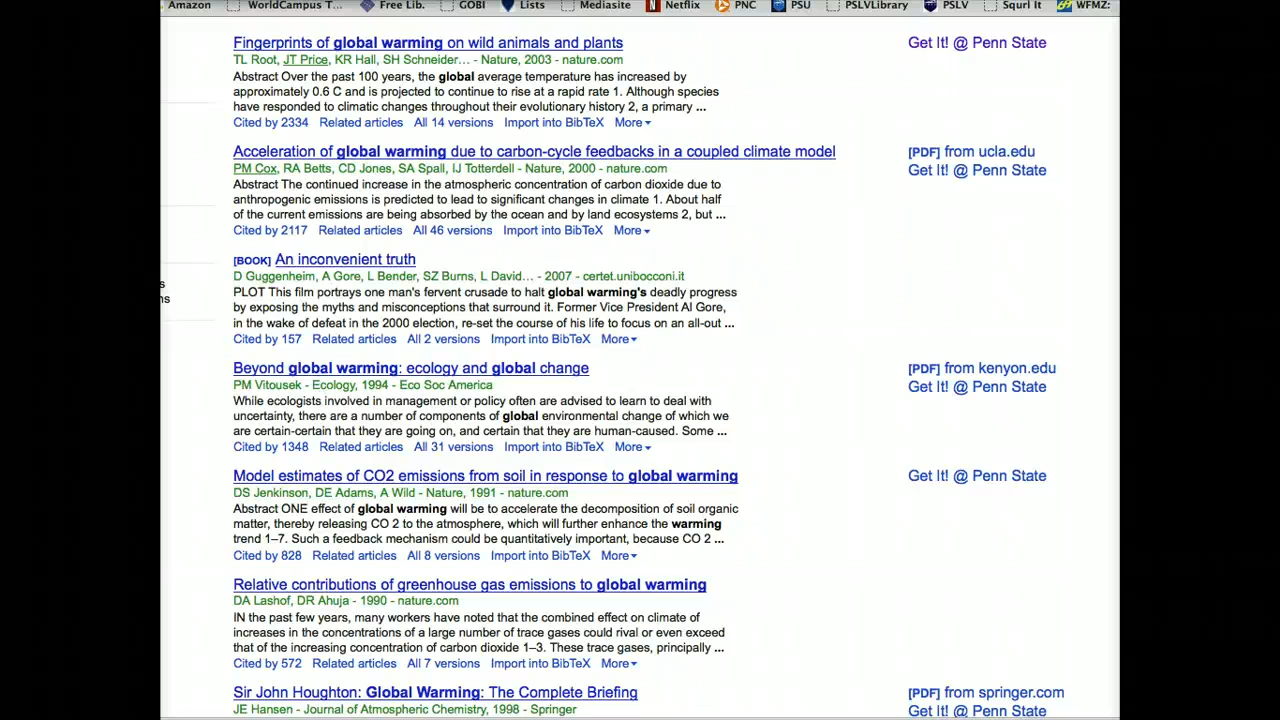 Amazon WorldCampus T... Free Lib. GOBI Lists Mediasite Netflix PNC PSU PSLVLibrary PSLV Squrl It WFMZ:
Fingerprints of global warming on wild animals and plants
Get It! @ Penn State
TL Root, JT Price, KR Hall, SH Schneider… - Nature, 2003 - nature.com
Abstract Over the past 100 years, the global average temperature has increased by
approximately 0.6 C and is projected to continue to rise at a rapid rate 1. Although species
have responded to climatic changes throughout their evolutionary history 2, a primary ...
Cited by 2334 Related articles All 14 versions Import into BibTeX More
Acceleration of global warming due to carbon-cycle feedbacks in a coupled climate model
[PDF] from ucla.edu
PM Cox, RA Betts, CD Jones, SA Spall, IJ Totterdell - Nature, 2000 - nature.com
Get It! @ Penn State
Abstract The continued increase in the atmospheric concentration of carbon dioxide due to
anthropogenic emissions is predicted to lead to significant changes in climate 1. About half
of the current emissions are being absorbed by the ocean and by land ecosystems 2, but ...
Cited by 2117 Related articles All 46 versions Import into BibTeX More
[BOOK] An inconvenient truth
D Guggenheim, A Gore, L Bender, SZ Burns, L David… - 2007 - certet.unibocconi.it
PLOT This film portrays one man's fervent crusade to halt global warming's deadly progress
by exposing the myths and misconceptions that surround it. Former Vice President Al Gore,
in the wake of defeat in the 2000 election, re-set the course of his life to focus on an all-out ...
Cited by 157 Related articles All 2 versions Import into BibTeX More
Beyond global warming: ecology and global change
[PDF] from kenyon.edu
PM Vitousek - Ecology, 1994 - Eco Soc America
Get It! @ Penn State
While ecologists involved in management or policy often are advised to learn to deal with
uncertainty, there are a number of components of global environmental change of which we
are certain-certain that they are going on, and certain that they are human-caused. Some ...
Cited by 1348 Related articles All 31 versions Import into BibTeX More
Model estimates of CO2 emissions from soil in response to global warming
Get It! @ Penn State
DS Jenkinson, DE Adams, A Wild - Nature, 1991 - nature.com
Abstract ONE effect of global warming will be to accelerate the decomposition of soil organic
matter, thereby releasing CO 2 to the atmosphere, which will further enhance the warming
trend 1–7. Such a feedback mechanism could be quantitatively important, because CO 2 ...
Cited by 828 Related articles All 8 versions Import into BibTeX More
Relative contributions of greenhouse gas emissions to global warming
DA Lashof, DR Ahuja - 1990 - nature.com
IN the past few years, many workers have noted that the combined effect on climate of
increases in the concentrations of a large number of trace gases could rival or even exceed
that of the increasing concentration of carbon dioxide 1–3. These trace gases, principally ...
Cited by 572 Related articles All 7 versions Import into BibTeX More
Sir John Houghton: Global Warming: The Complete Briefing
[PDF] from springer.com
JE Hansen - Journal of Atmospheric Chemistry, 1998 - Springer
Get It! @ Penn State